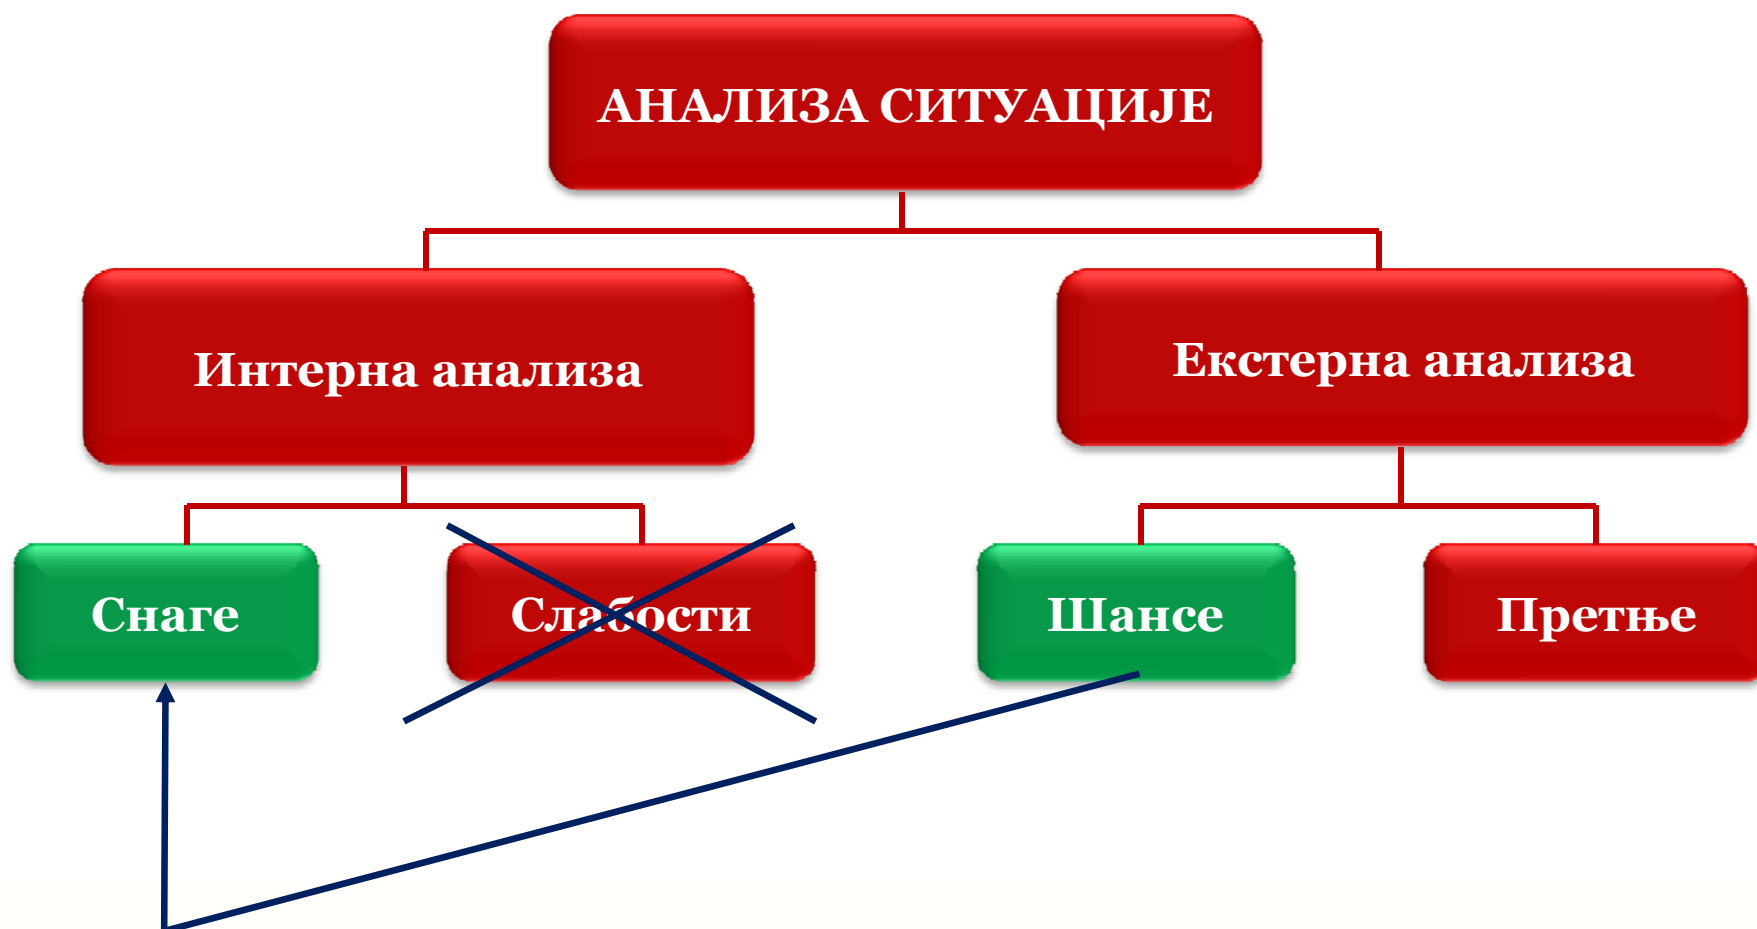 АНАЛИЗА СИТУАЦИЈЕ
Интерна анализа
Екстерна анализа
Снаге
Слабости
Шансе
Претње